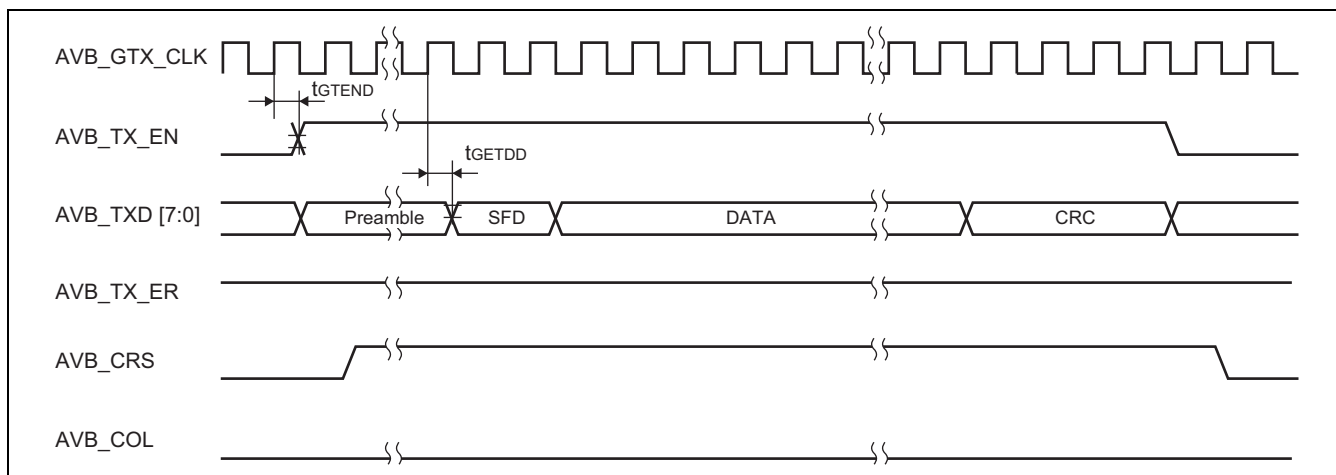 AVB_GTX_CLK
tGTEND
AVB_TX_EN
tGETDD
AVB_TXD [7:0]
Preamble SFD DATA CRC
AVB_TX_ER
AVB_CRS
AVB_COL